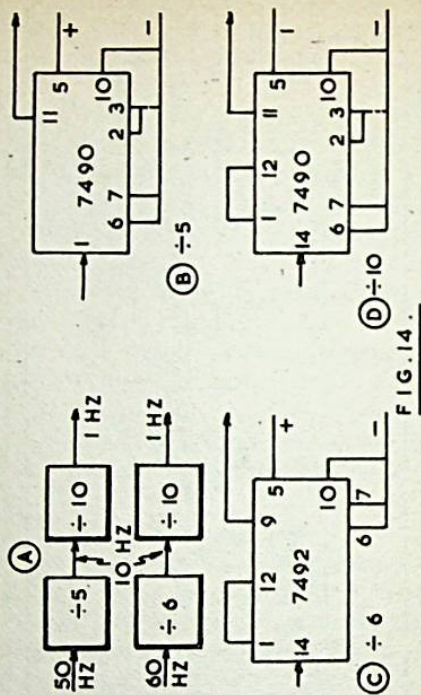 A
50 HZ
÷5
÷10
1 HZ
10 HZ
60 HZ
÷6
÷10
1 HZ
11
5 +
7490
1
10
6 7 2 3 −
B ÷5
1 12 9
5 +
7492
14
10
6 7 −
C ÷6
1 12 11
5 I
7490
14
10
6 7 2 3 −
D ÷10
FIG.14.